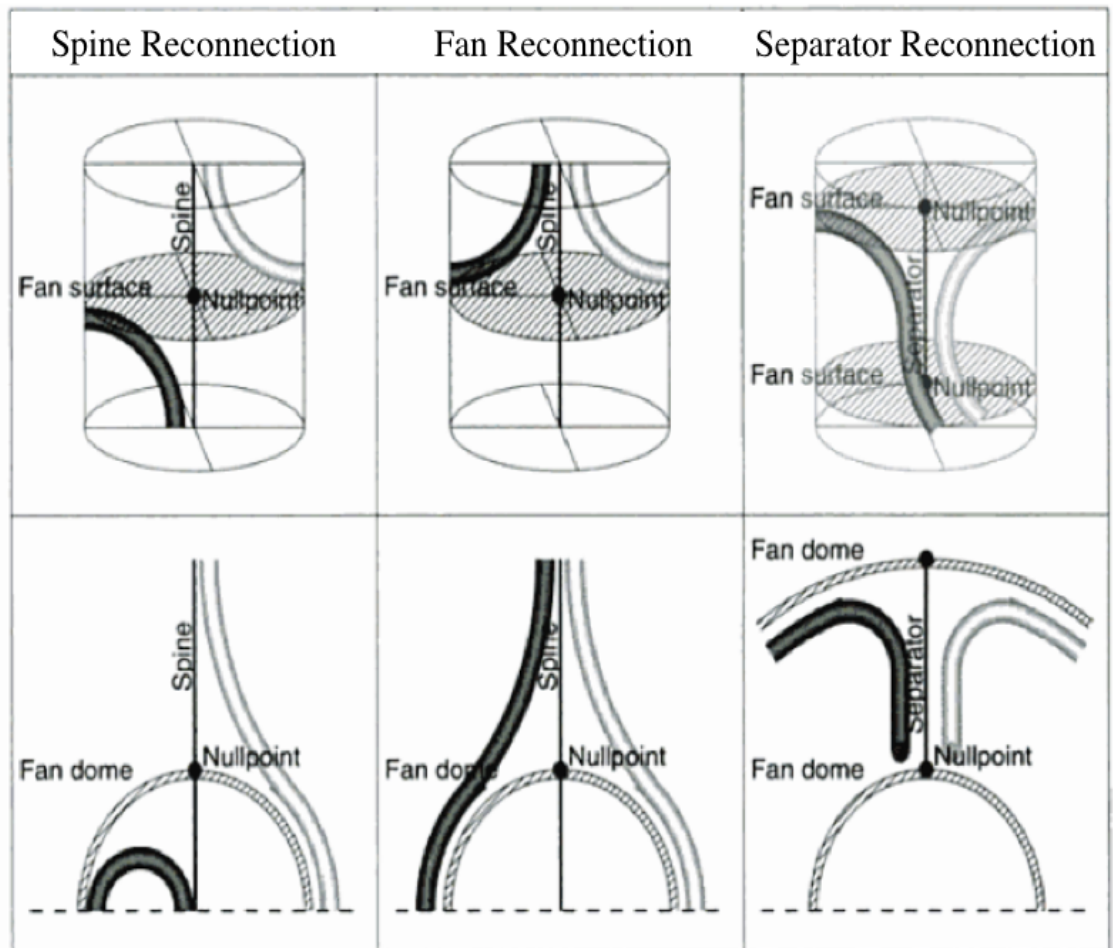 Spine Reconnection
Fan Reconnection
Separator Reconnection
Spine
Fan surface
Nullpoint
Spine
Fan surface
Nullpoint
Fan surface
Nullpoint
Separator
Fan surface
Nullpoint
Spine
Nullpoint
Fan dome
Spine
Nullpoint
Fan dome
Fan dome
Separator
Nullpoint
Fan dome